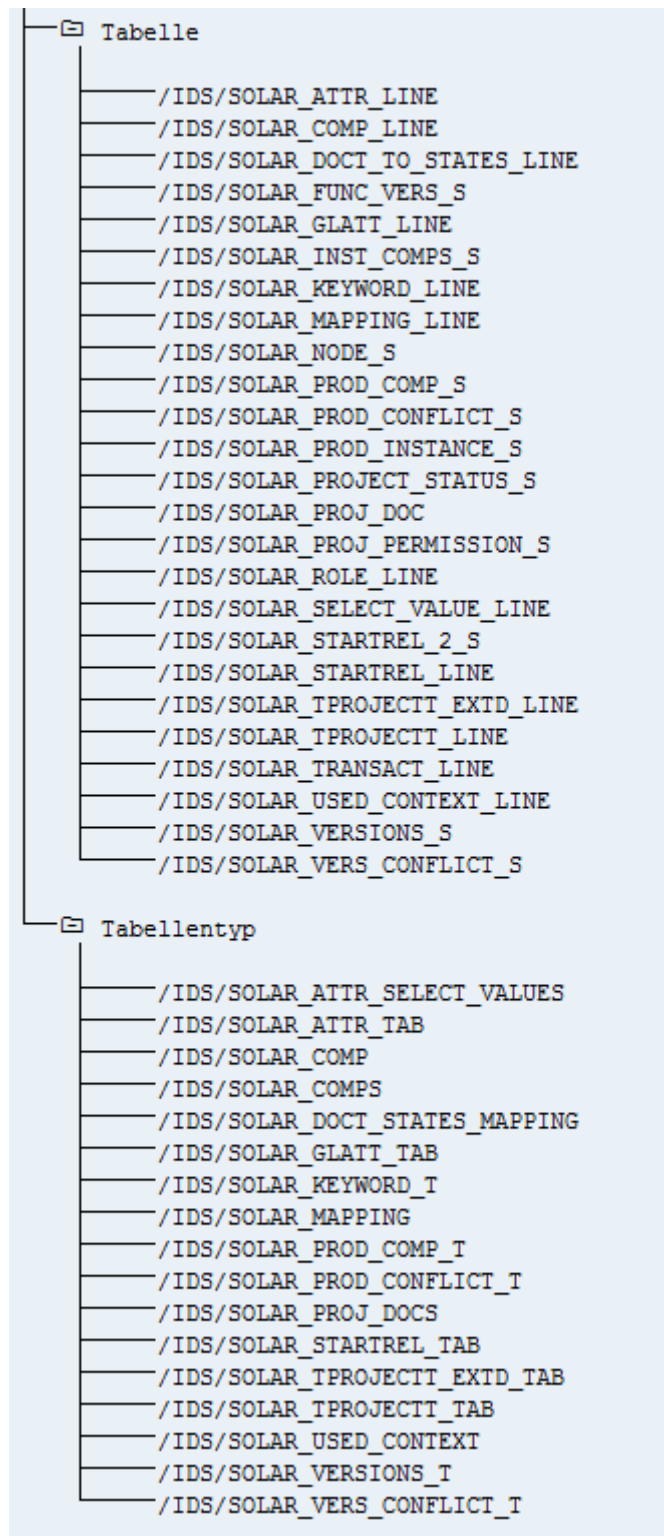 Tabelle
/IDS/SOLAR_ATTR_LINE
/IDS/SOLAR_COMP_LINE
/IDS/SOLAR_DOCT_TO_STATES_LINE
/IDS/SOLAR_FUNC_VERS_S
/IDS/SOLAR_GLATT_LINE
/IDS/SOLAR_INST_COMPS_S
/IDS/SOLAR_KEYWORD_LINE
/IDS/SOLAR_MAPPING_LINE
/IDS/SOLAR_NODE_S
/IDS/SOLAR_PROD_COMP_S
/IDS/SOLAR_PROD_CONFLICT_S
/IDS/SOLAR_PROD_INSTANCE_S
/IDS/SOLAR_PROJECT_STATUS_S
/IDS/SOLAR_PROJ_DOC
/IDS/SOLAR_PROJ_PERMISSION_S
/IDS/SOLAR_ROLE_LINE
/IDS/SOLAR_SELECT_VALUE_LINE
/IDS/SOLAR_STARTREL_2_S
/IDS/SOLAR_STARTREL_LINE
/IDS/SOLAR_TPROJECTT_EXTD_LINE
/IDS/SOLAR_TPROJECTT_LINE
/IDS/SOLAR_TRANSACT_LINE
/IDS/SOLAR_USED_CONTEXT_LINE
/IDS/SOLAR_VERSIONS_S
/IDS/SOLAR_VERS_CONFLICT_S
Tabellentyp
/IDS/SOLAR_ATTR_SELECT_VALUES
/IDS/SOLAR_ATTR_TAB
/IDS/SOLAR_COMP
/IDS/SOLAR_COMPS
/IDS/SOLAR_DOCT_STATES_MAPPING
/IDS/SOLAR_GLATT_TAB
/IDS/SOLAR_KEYWORD_T
/IDS/SOLAR_MAPPING
/IDS/SOLAR_PROD_COMP_T
/IDS/SOLAR_PROD_CONFLICT_T
/IDS/SOLAR_PROJ_DOCS
/IDS/SOLAR_STARTREL_TAB
/IDS/SOLAR_TPROJECTT_EXTD_TAB
/IDS/SOLAR_TPROJECTT_TAB
/IDS/SOLAR_USED_CONTEXT
/IDS/SOLAR_VERSIONS_T
/IDS/SOLAR_VERS_CONFLICT_T